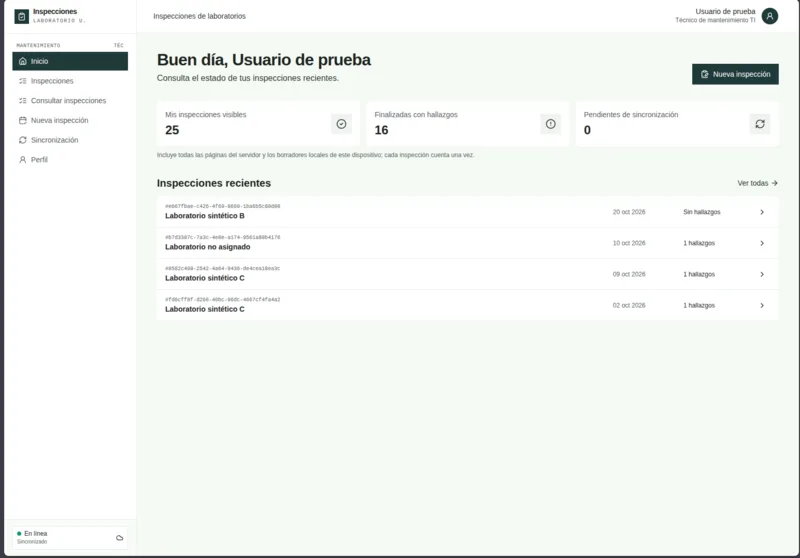 Inspecciones
LABORATORIO U.
MANTENIMIENTO TÉC
Inicio
Inspecciones
Consultar inspecciones
Nueva inspección
Sincronización
Perfil
En línea
Sincronizado
Inspecciones de laboratorios
Usuario de prueba
Técnico de mantenimiento TI
Buen día, Usuario de prueba
Consulta el estado de tus inspecciones recientes.
Nueva inspección
Mis inspecciones visibles
25
Finalizadas con hallazgos
16
Pendientes de sincronización
0
Incluye todas las páginas del servidor y los borradores locales de este dispositivo; cada inspección cuenta una vez.
Inspecciones recientes
Ver todas
Laboratorio sintético B
20 oct 2026
Sin hallazgos
Laboratorio no asignado
10 oct 2026
1 hallazgos
Laboratorio sintético C
09 oct 2026
1 hallazgos
Laboratorio sintético C
02 oct 2026
1 hallazgos